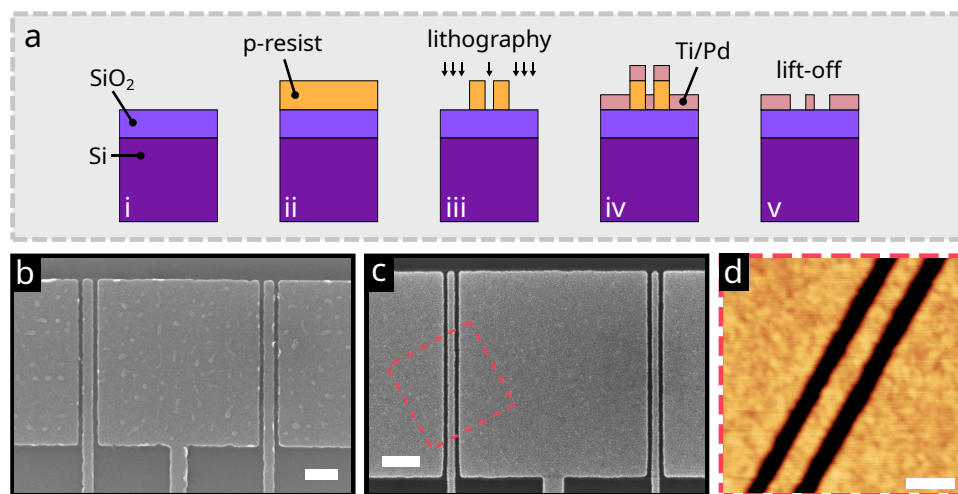 a
p-resist
lithography
Ti/Pd
lift-off
SiO₂
Si
i
ii
iii
iv
v
b
c
d